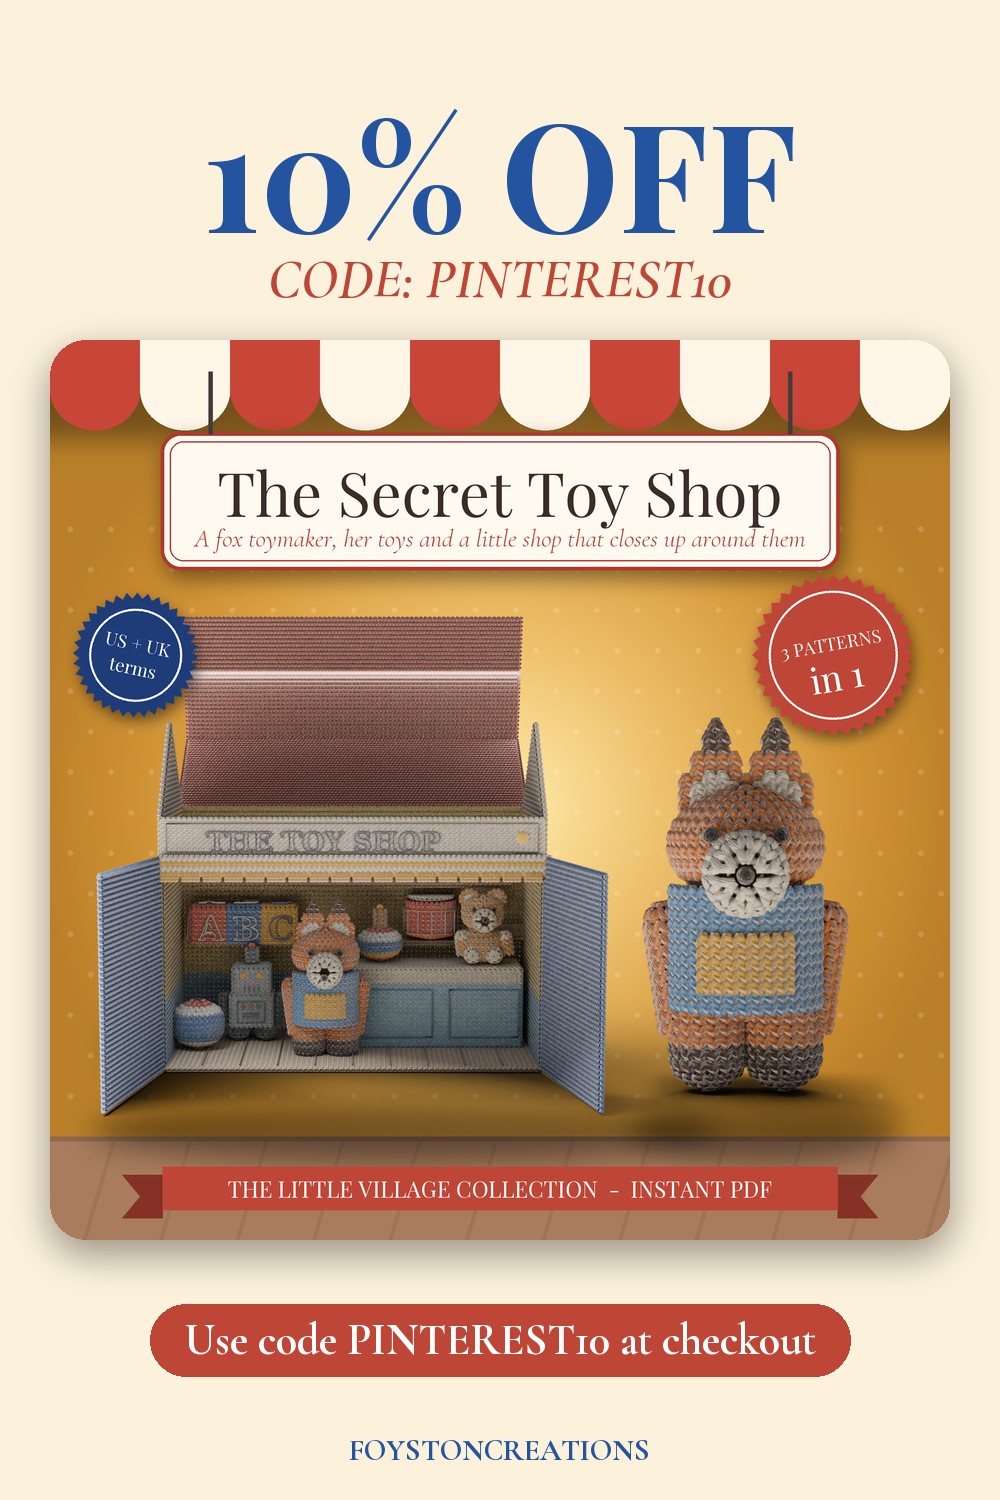 10% OFF
CODE: PINTEREST10
The Secret Toy Shop
A fox toymaker, her toys and a little shop that closes up around them
US + UK
terms
3 PATTERNS
in 1
THE TOY SHOP
A B C
THE LITTLE VILLAGE COLLECTION - INSTANT PDF
Use code PINTEREST10 at checkout
FOYSTONCREATIONS